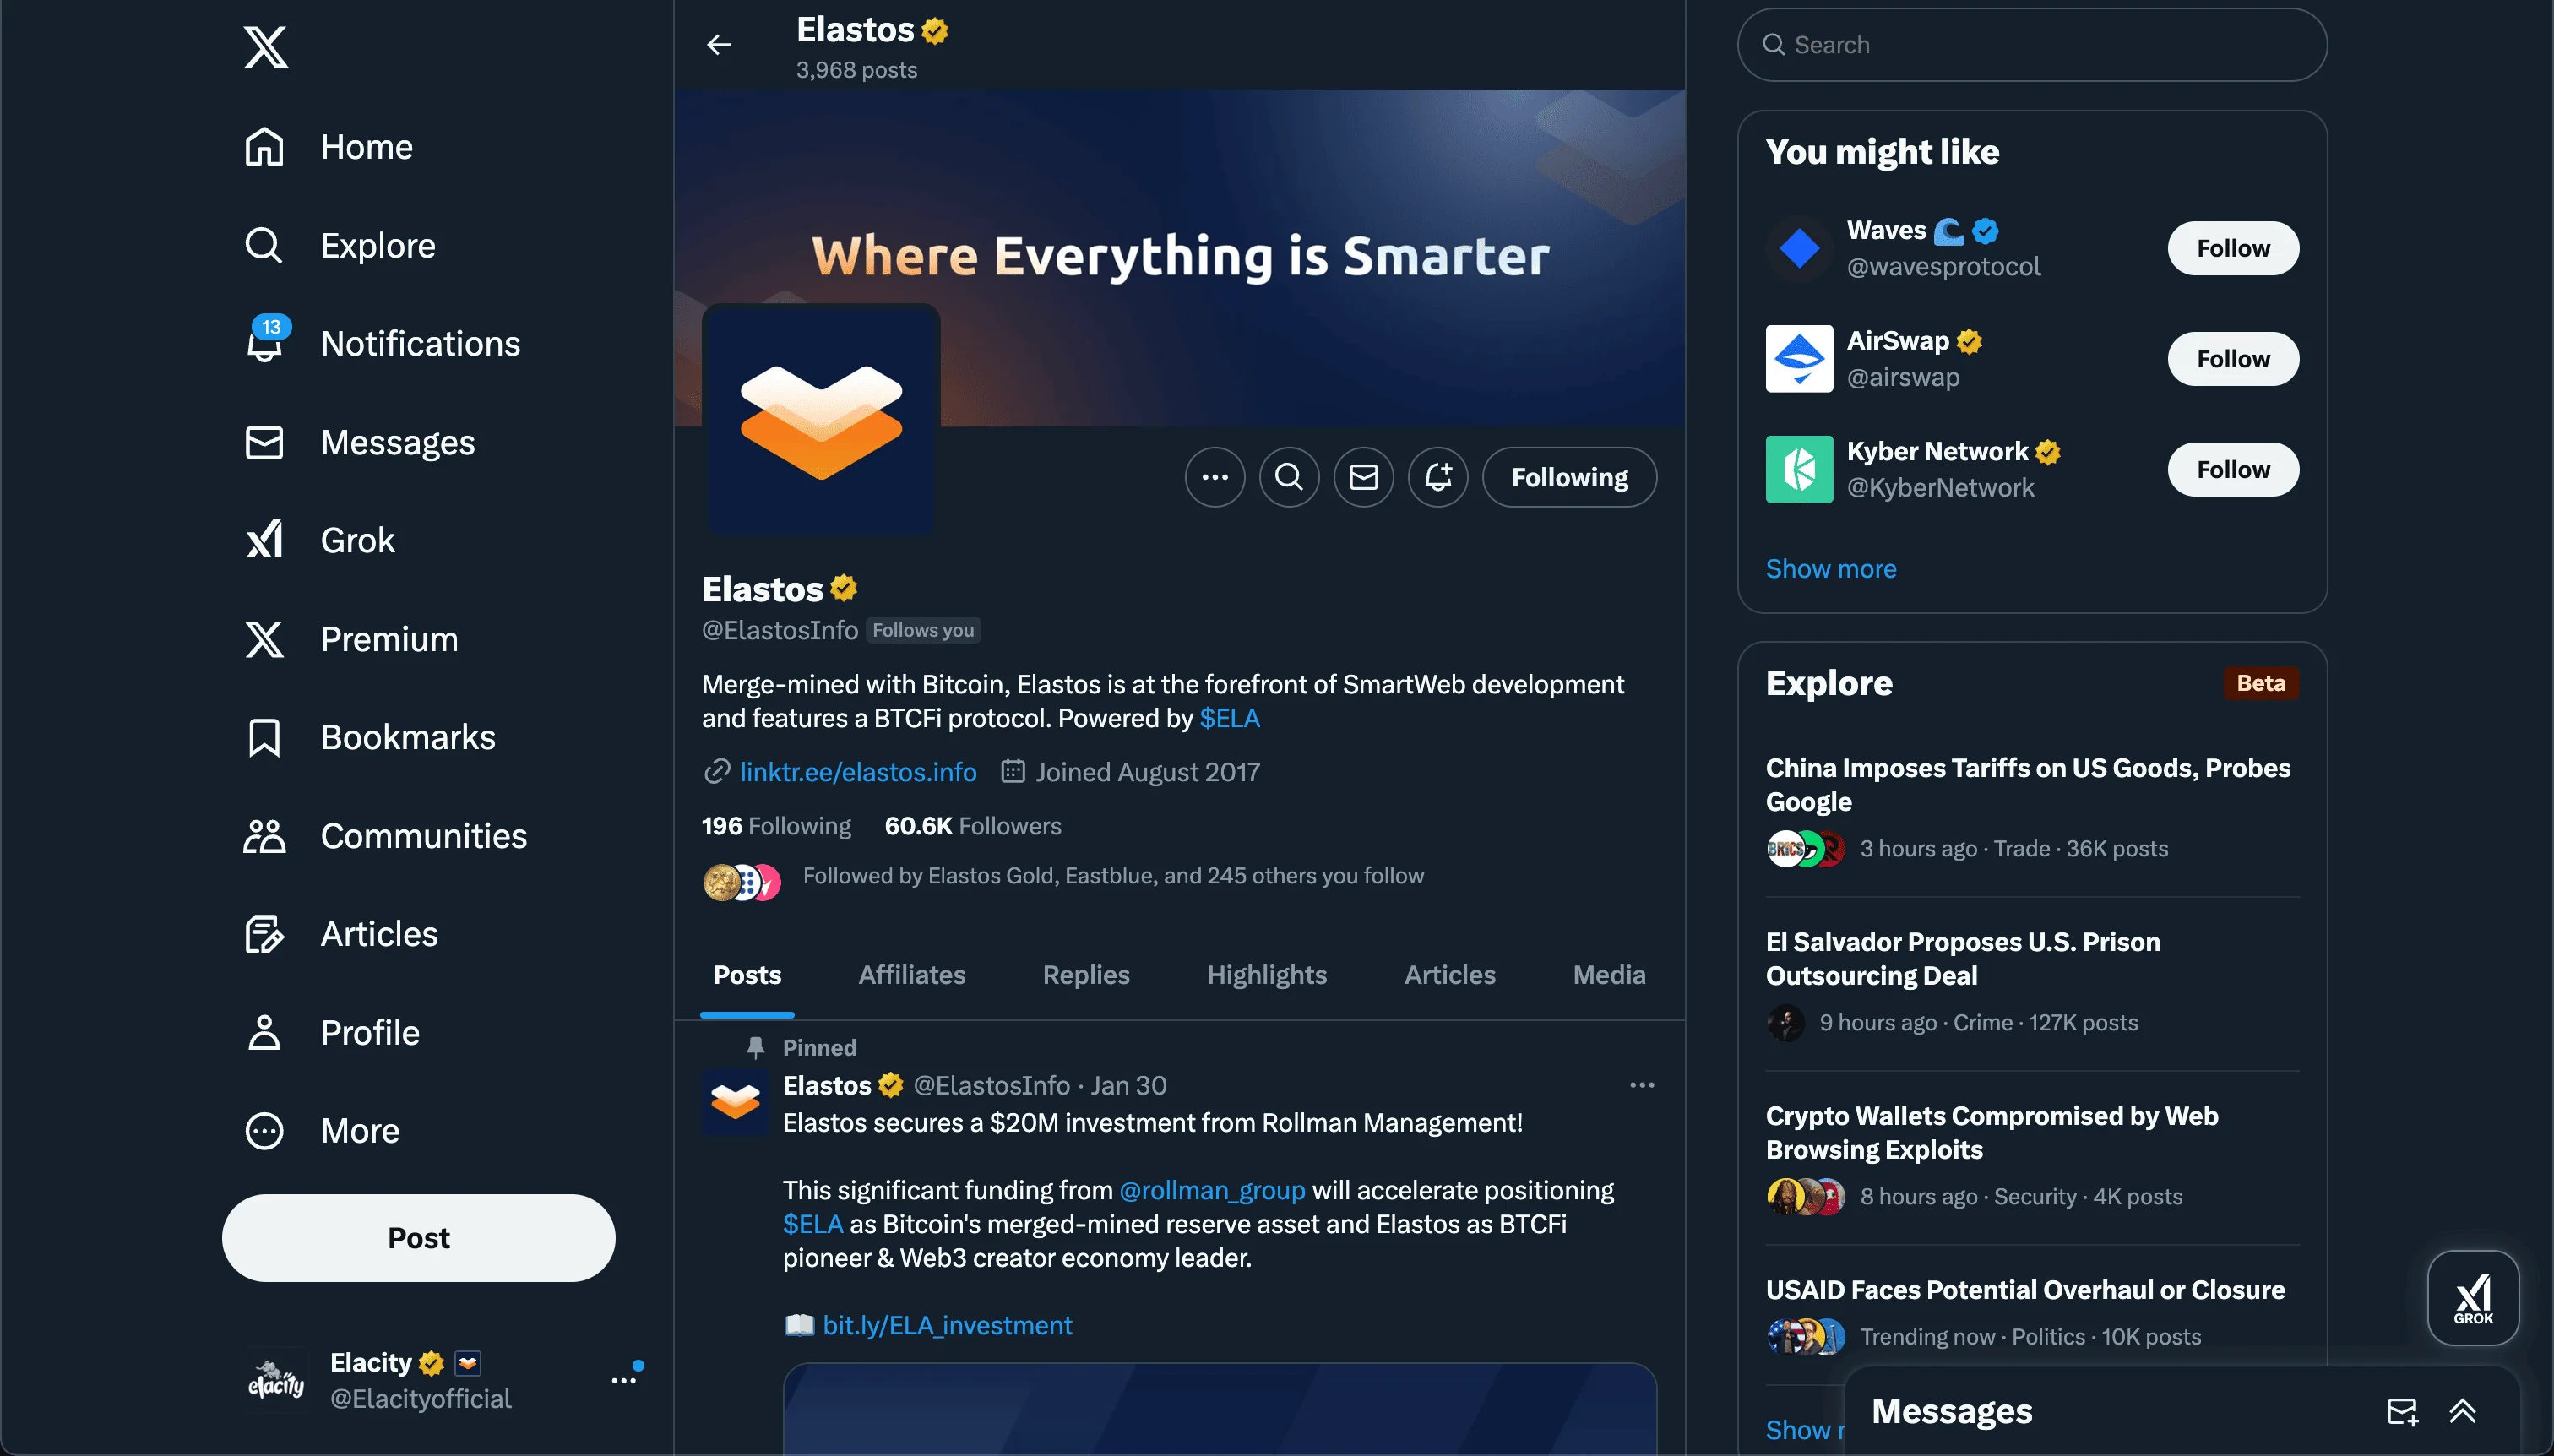 Home
Explore
13
Notifications
Messages
Grok
Premium
Bookmarks
Communities
Articles
Profile
More
Post
Elacity
@Elacityofficial
elacity
Elastos
3,968 posts
Where Everything is Smarter
Following
Elastos
@ElastosInfo Follows you
Merge-mined with Bitcoin, Elastos is at the forefront of SmartWeb development
and features a BTCFi protocol. Powered by $ELA
linktr.ee/elastos.info Joined August 2017
196 Following 60.6K Followers
Followed by Elastos Gold, Eastblue, and 245 others you follow
Posts Affiliates Replies Highlights Articles Media
Pinned
Elastos @ElastosInfo · Jan 30
Elastos secures a $20M investment from Rollman Management!
This significant funding from @rollman_group will accelerate positioning
$ELA as Bitcoin's merged-mined reserve asset and Elastos as BTCFi
pioneer & Web3 creator economy leader.
📖 bit.ly/ELA_investment
Search
You might like
Waves 🌊
@wavesprotocol
Follow
AirSwap
@airswap
Follow
Kyber Network
@KyberNetwork
Follow
Show more
Explore
Beta
China Imposes Tariffs on US Goods, Probes
Google
BRICS
3 hours ago · Trade · 36K posts
El Salvador Proposes U.S. Prison
Outsourcing Deal
9 hours ago · Crime · 127K posts
Crypto Wallets Compromised by Web
Browsing Exploits
8 hours ago · Security · 4K posts
USAID Faces Potential Overhaul or Closure
Trending now · Politics · 10K posts
Show
GROK
Messages